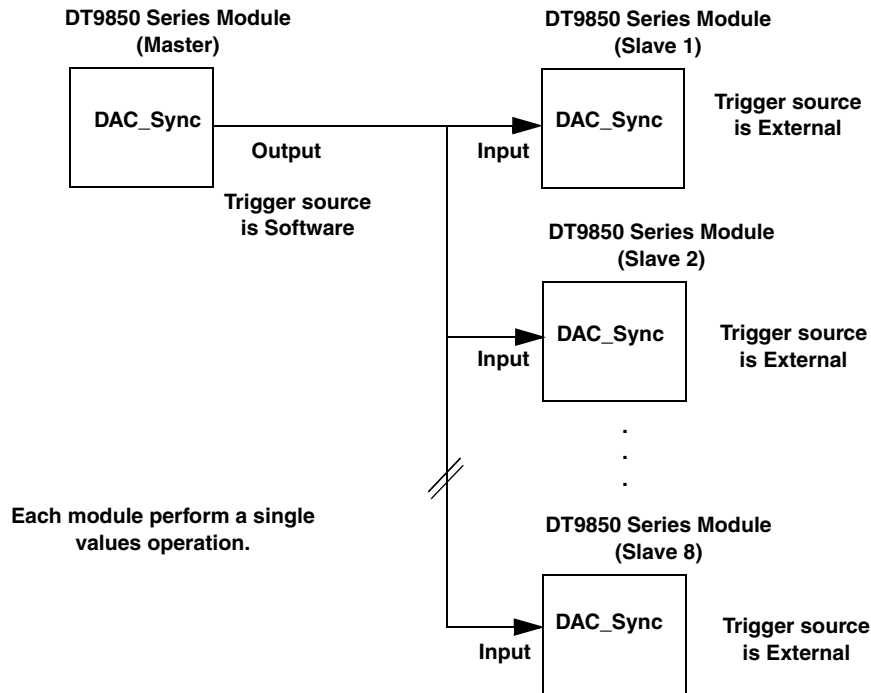 DT9850 Series Module
(Master)
DAC_Sync
Output
Trigger source
is Software
DT9850 Series Module
(Slave 1)
DAC_Sync
Input
Trigger source
is External
DT9850 Series Module
(Slave 2)
DAC_Sync
Input
Trigger source
is External
.
.
.
Each module perform a single
values operation.
DT9850 Series Module
(Slave 8)
DAC_Sync
Input
Trigger source
is External